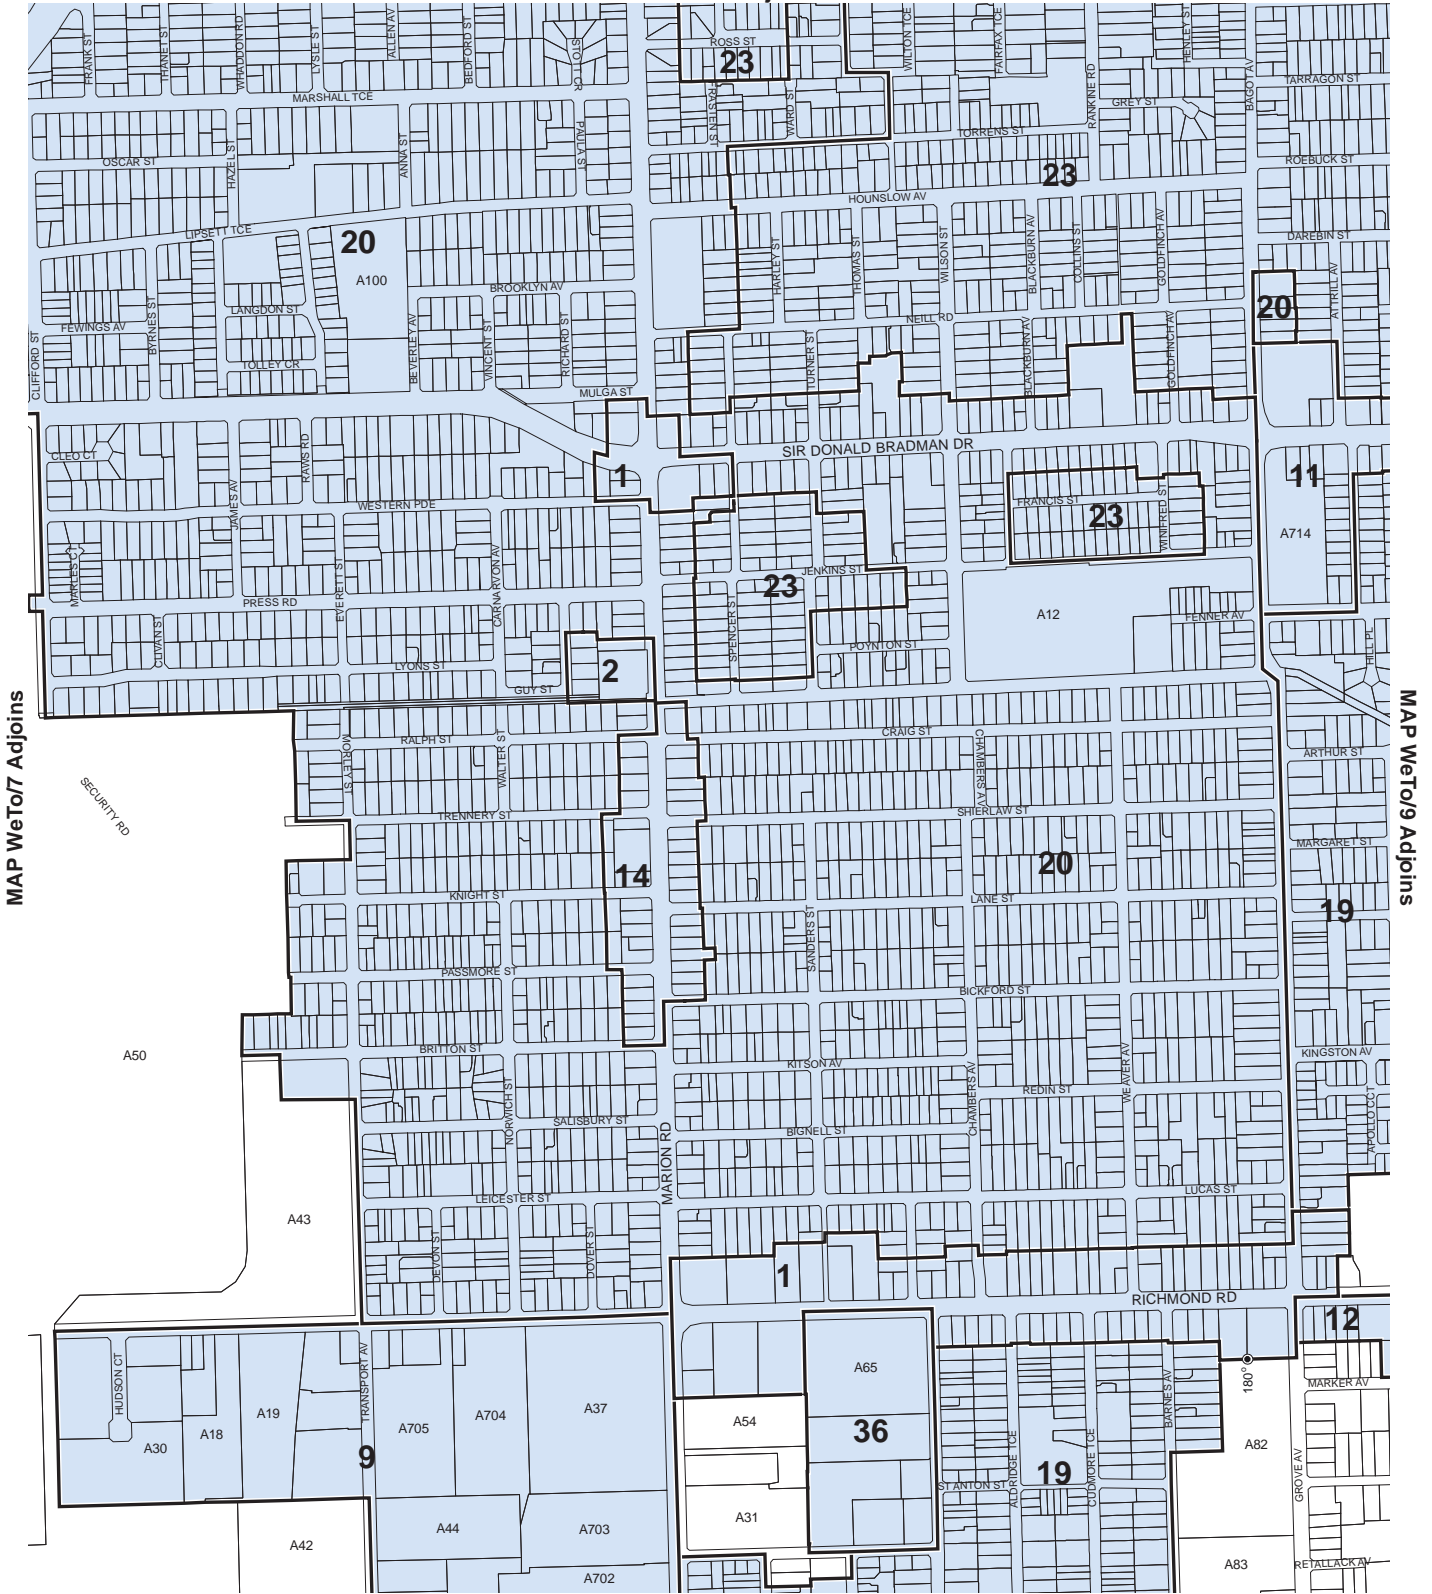 ROSS ST
23
FRANK ST
THANET ST
WHADDON RD
LYSLE ST
ALLEN AV
BEDFORD ST
WILTON TCE
FAIRFAX TCE
HENLEY ST
BAGOT AV
TARRAGON ST
MARSHALL TCE
WARD ST
RANKINE RD
GREY ST
TORRENS ST
OSCAR ST
HAZEL ST
ANNA ST
PAULA ST
ROEBUCK ST
23
HOUNSLOW AV
LIPSETT TCE
20
A100
DAREBIN ST
HARLEY ST
THOMAS ST
WILSON ST
BLACKBURN AV
COLLINS ST
GOLDFINCH AV
ATTRILL AV
BROOKLYN AV
20
LANGDON ST
FEWINGS AV
BYRNES ST
NEILL RD
CLIFFORD ST
BEVERLEY AV
VINCENT ST
RICHARD ST
TURNER ST
BLACKBURN AV
GOLDFINCH AV
TOLLEY CR
MULGA ST
SIR DONALD BRADMAN DR
CLEO CT
RAWS RD
1
11
JAMES AV
WESTERN PDE
FRANCIS ST
23
WINIFRED ST
A714
MARLES CT
JENKINS ST
23
EVERETT ST
CARNARVON AV
PRESS RD
A12
FENNER AV
CLIVAN ST
SPENCER ST
POYNTON ST
HILL PL
LYONS ST
2
GUY ST
MAP WeTo/7 Adjoins
MAP WeTo/9 Adjoins
CRAIG ST
RALPH ST
MORLEY ST
WALTER ST
CHAMBERS AV
ARTHUR ST
SECURITY RD
TRENNERY ST
SHIERLAW ST
MARGARET ST
14
20
KNIGHT ST
LANE ST
19
SANDERS ST
PASSMORE ST
BICKFORD ST
A50
BRITTON ST
KITSON AV
KINGSTON AV
WEAVER AV
REDIN ST
NORWICH ST
CHAMBERS AV
SALISBURY ST
BIGNELL ST
MARION RD
LEICESTER ST
LUCAS ST
A43
DEVON ST
DOVER ST
1
RICHMOND RD
12
HUDSON CT
TRANSPORT AV
A65
180°
MARKER AV
BARNES AV
A19
A705
A704
A37
A54
A30
A18
36
A82
9
ALDRIDGE TCE
19
CUDMORE TCE
GROVE AV
STANTON ST
A31
A44
A703
A42
A83
RETALLACK AV
A702